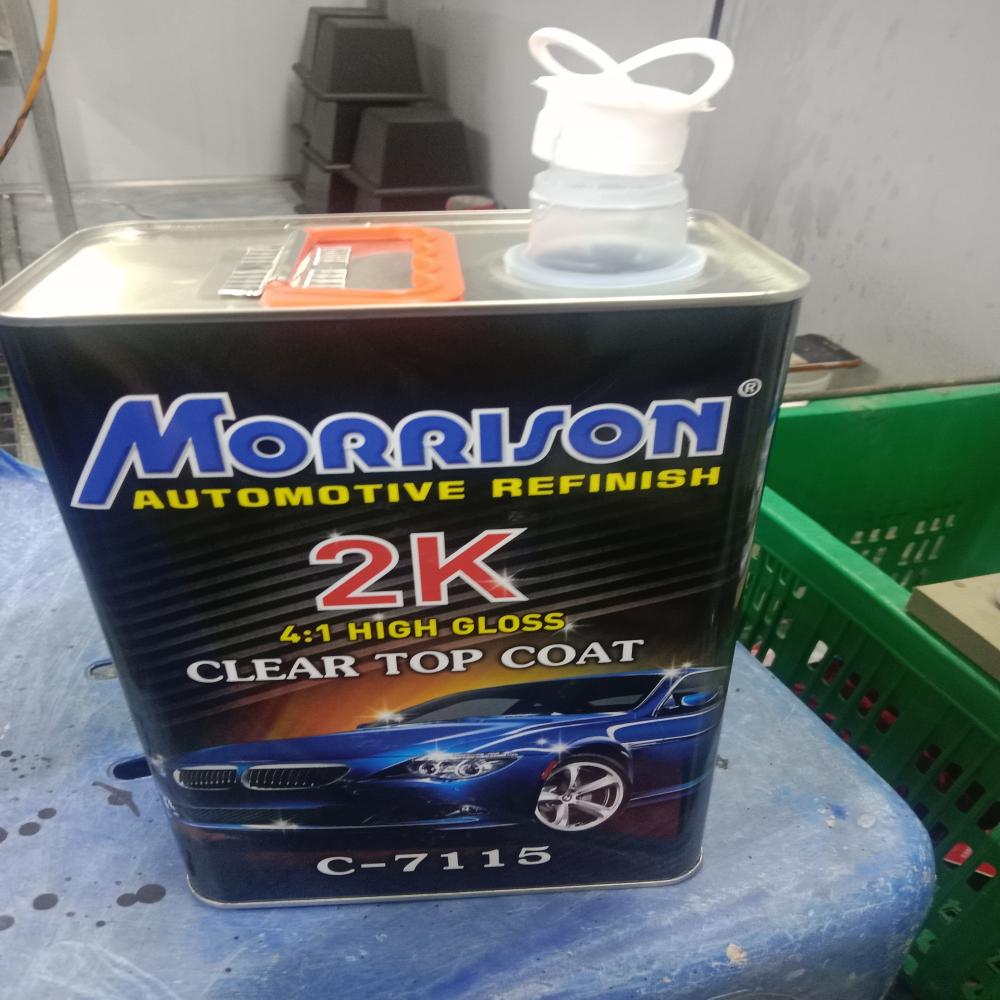 MORRISON®
AUTOMOTIVE REFINISH
2K
4:1 HIGH GLOSS
CLEAR TOP COAT
C-7115